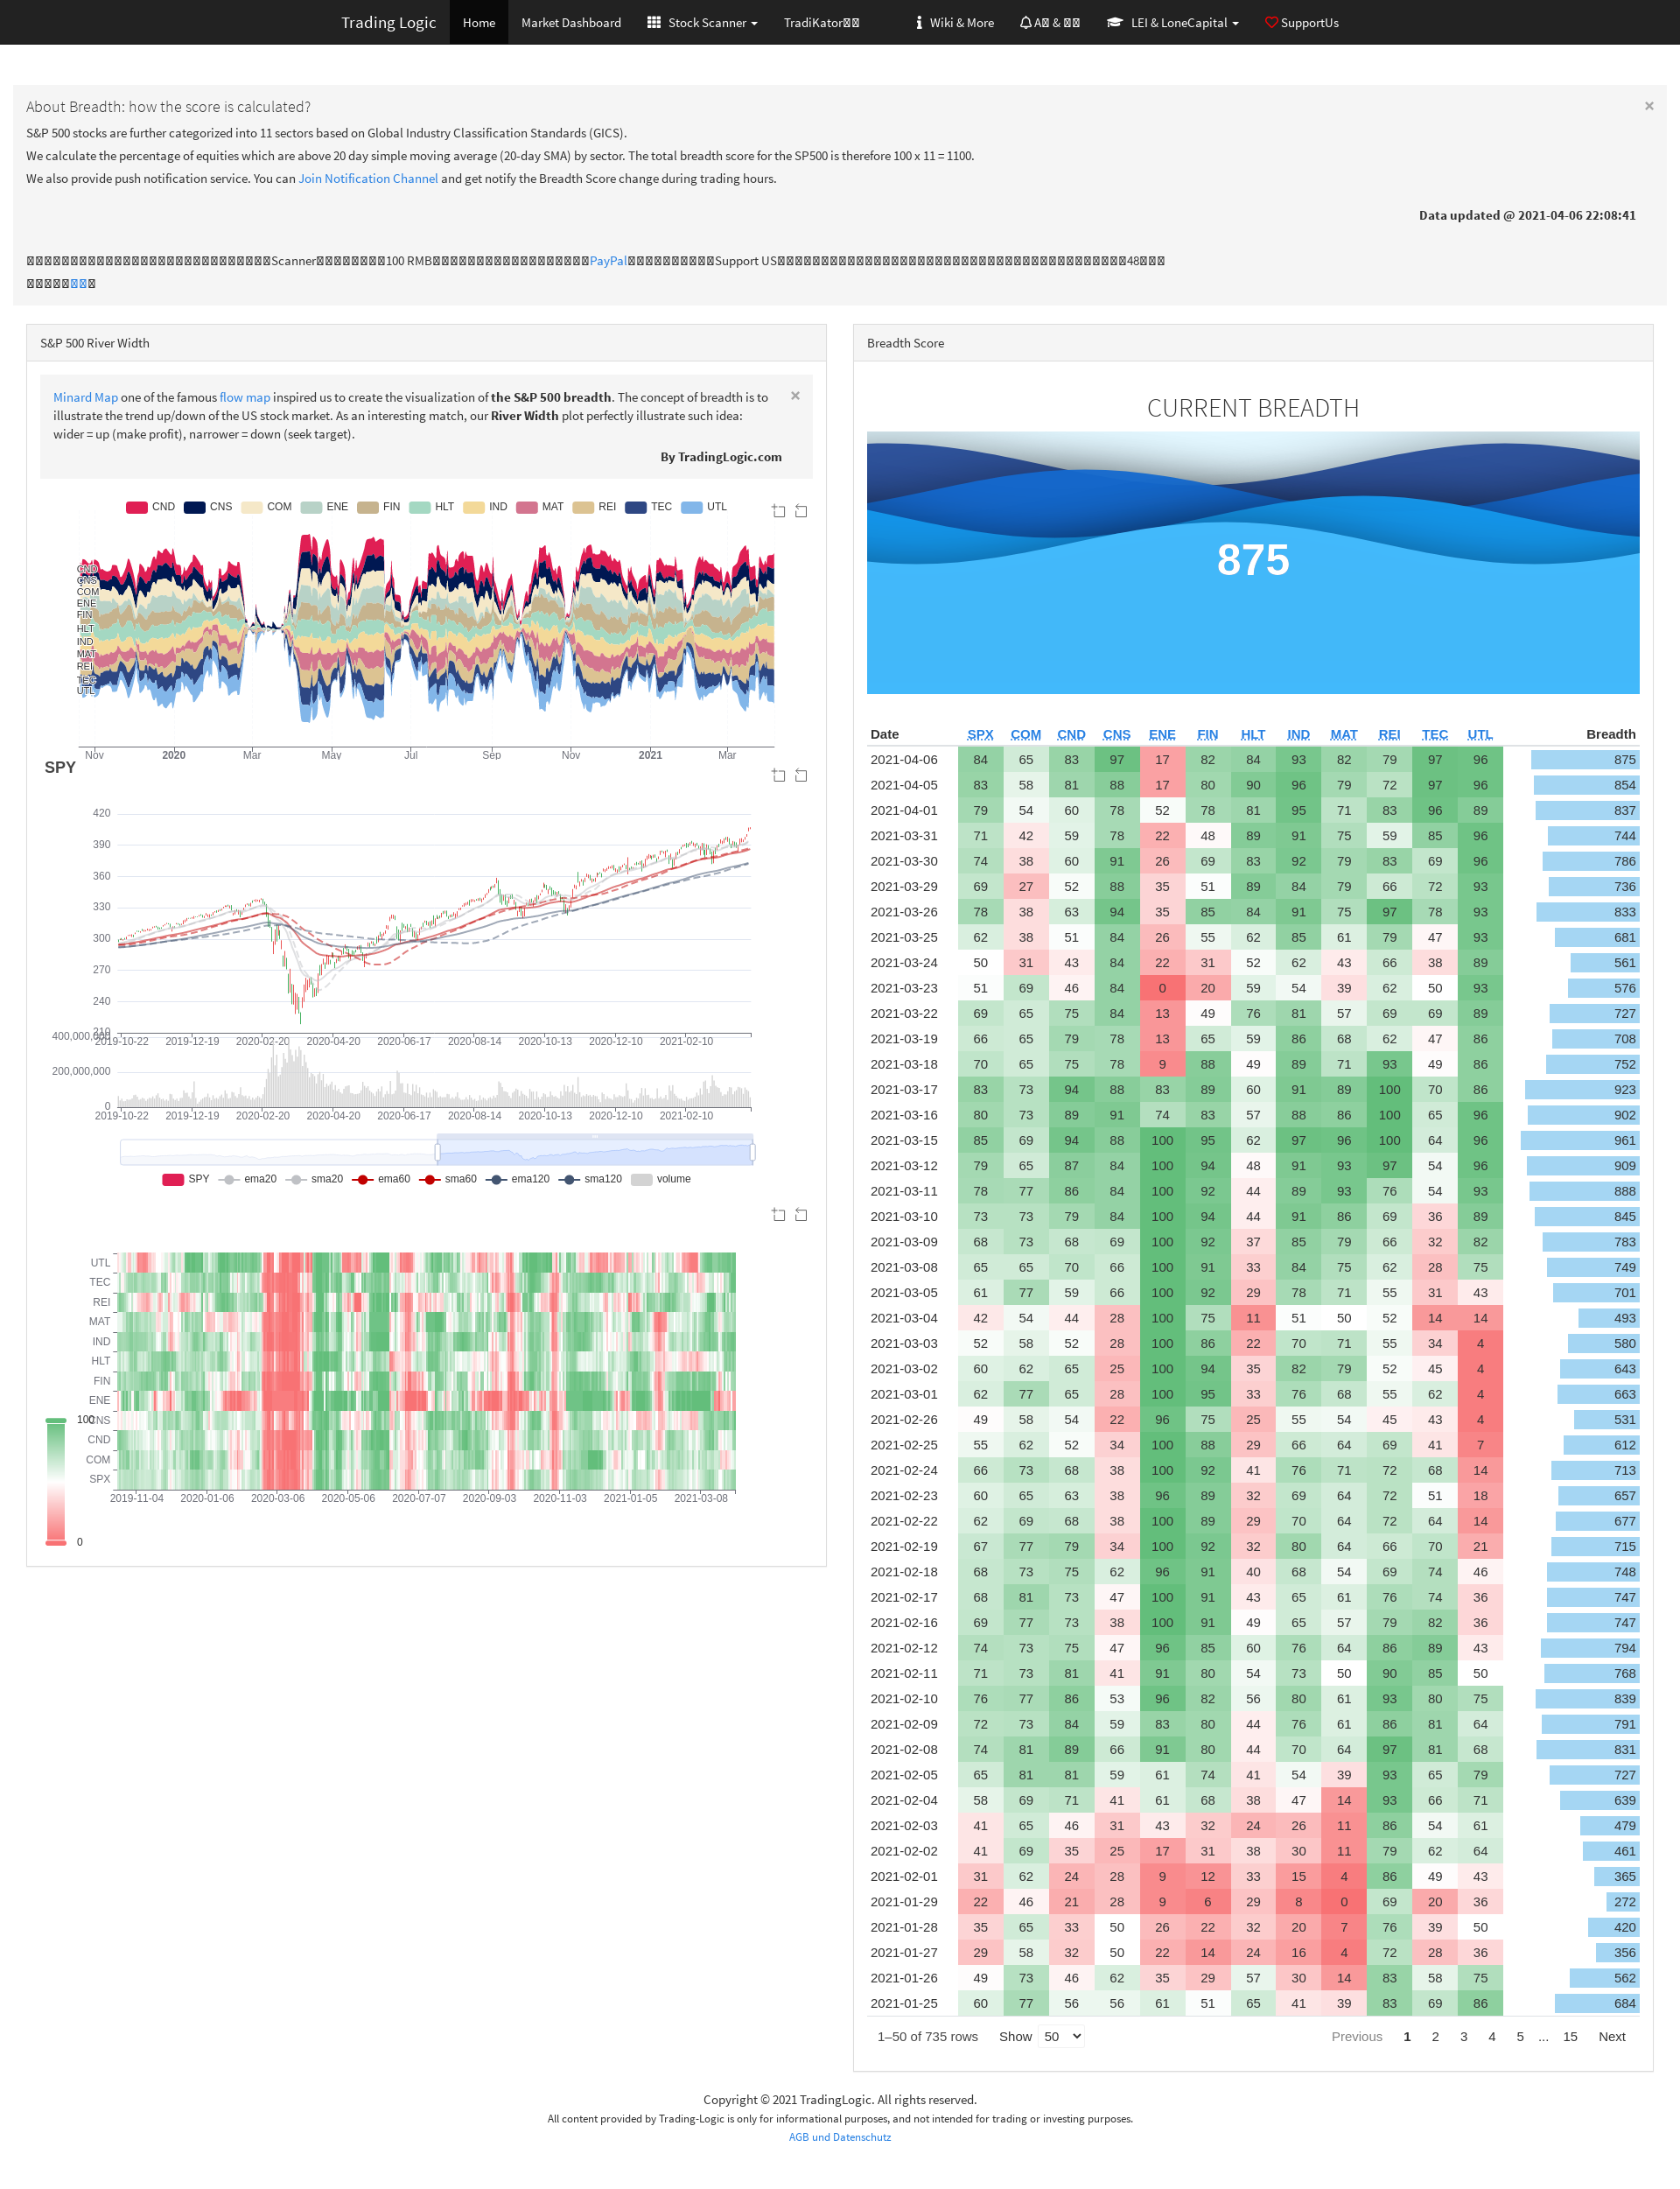 Trading Logic Home Market Dashboard Stock Scanner TradiKator Wiki & More A & LEI & LoneCapital SupportUs
About Breadth: how the score is calculated? ×
S&P 500 stocks are further categorized into 11 sectors based on Global Industry Classification Standards (GICS).
We calculate the percentage of equities which are above 20 day simple moving average (20-day SMA) by sector. The total breadth score for the SP500 is therefore 100 x 11 = 1100.
We also provide push notification service. You can Join Notification Channel and get notify the Breadth Score change during trading hours.
Data updated @ 2021-04-06 22:08:41
Scanner 100 RMB PayPal Support US 48
S&P 500 River Width
Minard Map one of the famous flow map inspired us to create the visualization of the S&P 500 breadth. The concept of breadth is to ×
illustrate the trend up/down of the US stock market. As an interesting match, our River Width plot perfectly illustrate such idea:
wider = up (make profit), narrower = down (seek target).
By TradingLogic.com
CND CNS COM ENE FIN HLT IND MAT REI TEC UTL
CND
CNS
COM
ENE
FIN
HLT
IND
MAT
REI
TEC
UTL
Nov 2020 Mar May Jul Sep Nov 2021 Mar
SPY
420
390
360
330
300
270
240
210
2019-10-22 2019-12-19 2020-02-20 2020-04-20 2020-06-17 2020-08-14 2020-10-13 2020-12-10 2021-02-10
400,000,000
200,000,000
0
2019-10-22 2019-12-19 2020-02-20 2020-04-20 2020-06-17 2020-08-14 2020-10-13 2020-12-10 2021-02-10
SPY ema20 sma20 ema60 sma60 ema120 sma120 volume
UTL
TEC
REI
MAT
IND
HLT
FIN
ENE
CNS
CND
COM
SPX
2019-11-04 2020-01-06 2020-03-06 2020-05-06 2020-07-07 2020-09-03 2020-11-03 2021-01-05 2021-03-08
100
0
Breadth Score
CURRENT BREADTH
875
Date SPX COM CND CNS ENE FIN HLT IND MAT REI TEC UTL Breadth
2021-04-06 84 65 83 97 17 82 84 93 82 79 97 96 875
2021-04-05 83 58 81 88 17 80 90 96 79 72 97 96 854
2021-04-01 79 54 60 78 52 78 81 95 71 83 96 89 837
2021-03-31 71 42 59 78 22 48 89 91 75 59 85 96 744
2021-03-30 74 38 60 91 26 69 83 92 79 83 69 96 786
2021-03-29 69 27 52 88 35 51 89 84 79 66 72 93 736
2021-03-26 78 38 63 94 35 85 84 91 75 97 78 93 833
2021-03-25 62 38 51 84 26 55 62 85 61 79 47 93 681
2021-03-24 50 31 43 84 22 31 52 62 43 66 38 89 561
2021-03-23 51 69 46 84 0 20 59 54 39 62 50 93 576
2021-03-22 69 65 75 84 13 49 76 81 57 69 69 89 727
2021-03-19 66 65 79 78 13 65 59 86 68 62 47 86 708
2021-03-18 70 65 75 78 9 88 49 89 71 93 49 86 752
2021-03-17 83 73 94 88 83 89 60 91 89 100 70 86 923
2021-03-16 80 73 89 91 74 83 57 88 86 100 65 96 902
2021-03-15 85 69 94 88 100 95 62 97 96 100 64 96 961
2021-03-12 79 65 87 84 100 94 48 91 93 97 54 96 909
2021-03-11 78 77 86 84 100 92 44 89 93 76 54 93 888
2021-03-10 73 73 79 84 100 94 44 91 86 69 36 89 845
2021-03-09 68 73 68 69 100 92 37 85 79 66 32 82 783
2021-03-08 65 65 70 66 100 91 33 84 75 62 28 75 749
2021-03-05 61 77 59 66 100 92 29 78 71 55 31 43 701
2021-03-04 42 54 44 28 100 75 11 51 50 52 14 14 493
2021-03-03 52 58 52 28 100 86 22 70 71 55 34 4 580
2021-03-02 60 62 65 25 100 94 35 82 79 52 45 4 643
2021-03-01 62 77 65 28 100 95 33 76 68 55 62 4 663
2021-02-26 49 58 54 22 96 75 25 55 54 45 43 4 531
2021-02-25 55 62 52 34 100 88 29 66 64 69 41 7 612
2021-02-24 66 73 68 38 100 92 41 76 71 72 68 14 713
2021-02-23 60 65 63 38 96 89 32 69 64 72 51 18 657
2021-02-22 62 69 68 38 100 89 29 70 64 72 64 14 677
2021-02-19 67 77 79 34 100 92 32 80 64 66 70 21 715
2021-02-18 68 73 75 62 96 91 40 68 54 69 74 46 748
2021-02-17 68 81 73 47 100 91 43 65 61 76 74 36 747
2021-02-16 69 77 73 38 100 91 49 65 57 79 82 36 747
2021-02-12 74 73 75 47 96 85 60 76 64 86 89 43 794
2021-02-11 71 73 81 41 91 80 54 73 50 90 85 50 768
2021-02-10 76 77 86 53 96 82 56 80 61 93 80 75 839
2021-02-09 72 73 84 59 83 80 44 76 61 86 81 64 791
2021-02-08 74 81 89 66 91 80 44 70 64 97 81 68 831
2021-02-05 65 81 81 59 61 74 41 54 39 93 65 79 727
2021-02-04 58 69 71 41 61 68 38 47 14 93 66 71 639
2021-02-03 41 65 46 31 43 32 24 26 11 86 54 61 479
2021-02-02 41 69 35 25 17 31 38 30 11 79 62 64 461
2021-02-01 31 62 24 28 9 12 33 15 4 86 49 43 365
2021-01-29 22 46 21 28 9 6 29 8 0 69 20 36 272
2021-01-28 35 65 33 50 26 22 32 20 7 76 39 50 420
2021-01-27 29 58 32 50 22 14 24 16 4 72 28 36 356
2021-01-26 49 73 46 62 35 29 57 30 14 83 58 75 562
2021-01-25 60 77 56 56 61 51 65 41 39 83 69 86 684
1–50 of 735 rows Show 50 Previous 1 2 3 4 5 ... 15 Next
Copyright © 2021 TradingLogic. All rights reserved.
All content provided by Trading-Logic is only for informational purposes, and not intended for trading or investing purposes.
AGB und Datenschutz